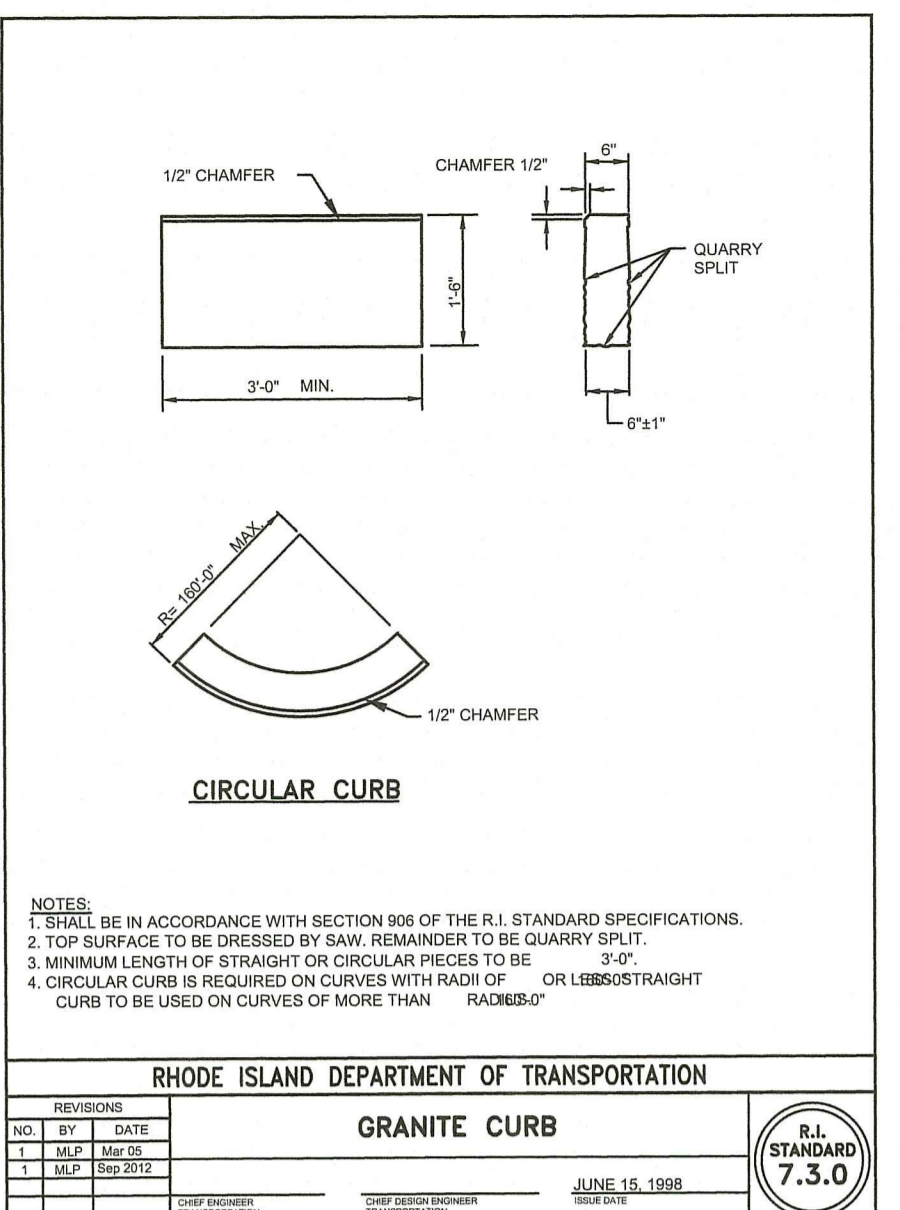 1/2" CHAMFER
CHAMFER 1/2"
6"
QUARRY
SPLIT
1'-6"
3'-0" MIN.
6"±1"
R= 160'-0" MAX.
1/2" CHAMFER
CIRCULAR CURB
NOTES:
1. SHALL BE IN ACCORDANCE WITH SECTION 906 OF THE R.I. STANDARD SPECIFICATIONS.
2. TOP SURFACE TO BE DRESSED BY SAW. REMAINDER TO BE QUARRY SPLIT.
3. MINIMUM LENGTH OF STRAIGHT OR CIRCULAR PIECES TO BE 3'-0".
4. CIRCULAR CURB IS REQUIRED ON CURVES WITH RADII OF OR STRAIGHT
CURB TO BE USED ON CURVES OF MORE THAN
RHODE ISLAND DEPARTMENT OF TRANSPORTATION
REVISIONS
NO. BY DATE
1 MLP Mar 05
1 MLP Sep 2012
GRANITE CURB
R.I.
STANDARD
7.3.0
JUNE 15, 1998
CHIEF ENGINEER
TRANSPORTATION
CHIEF DESIGN ENGINEER
TRANSPORTATION
ISSUE DATE